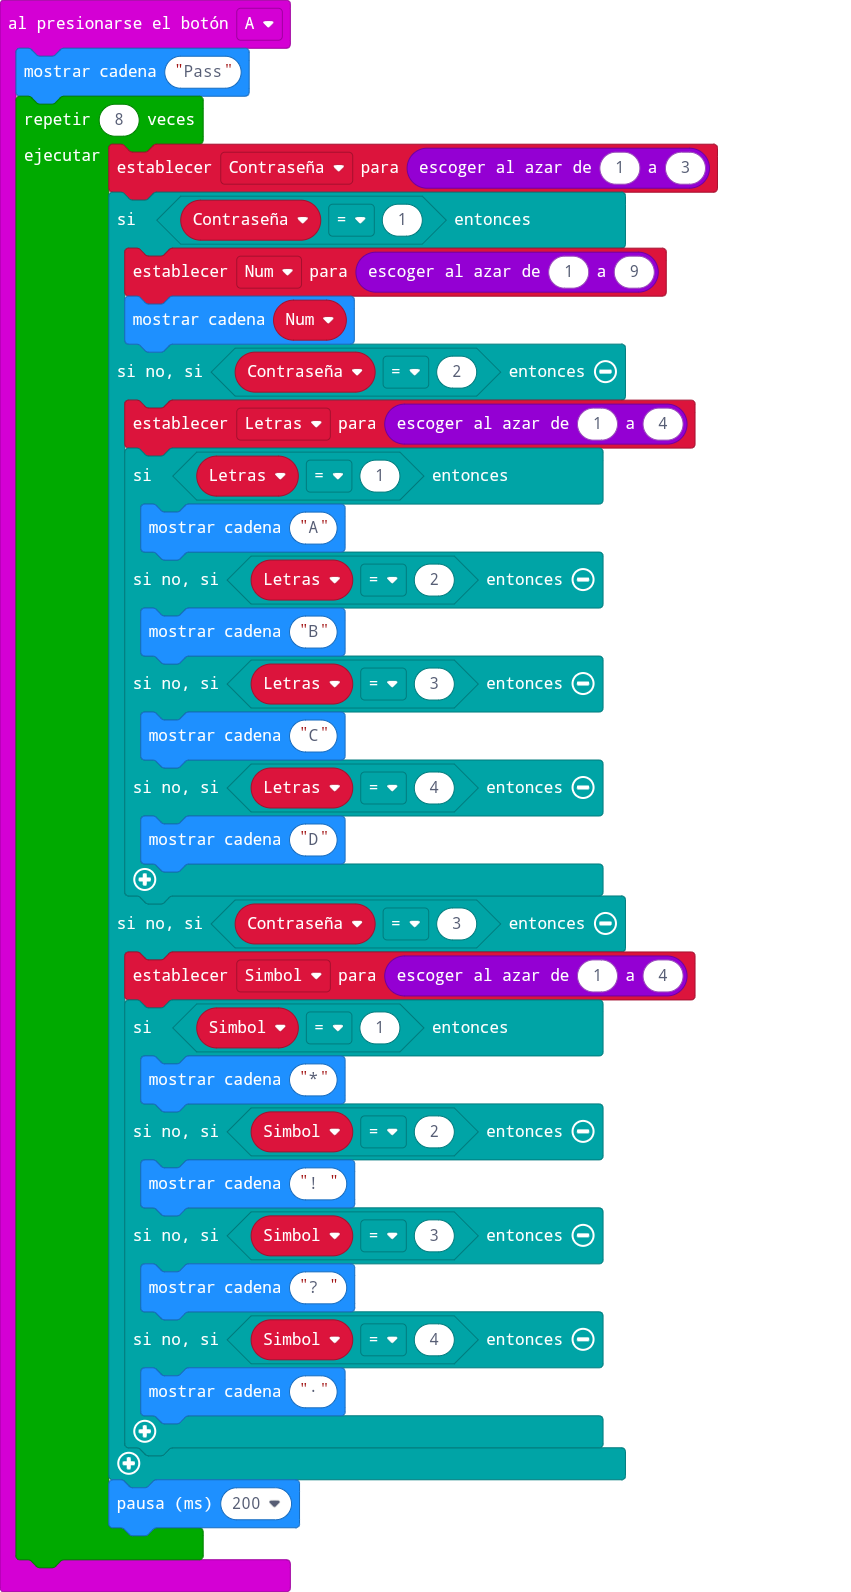 al presionarse el botón A
mostrar cadena "Pass"
repetir 8 veces
ejecutar establecer Contraseña para escoger al azar de 1 a 3
si Contraseña = 1 entonces
establecer Num para escoger al azar de 1 a 9
mostrar cadena Num
si no, si Contraseña = 2 entonces
establecer Letras para escoger al azar de 1 a 4
si Letras = 1 entonces
mostrar cadena "A"
si no, si Letras = 2 entonces
mostrar cadena "B"
si no, si Letras = 3 entonces
mostrar cadena "C"
si no, si Letras = 4 entonces
mostrar cadena "D"
si no, si Contraseña = 3 entonces
establecer Simbol para escoger al azar de 1 a 4
si Simbol = 1 entonces
mostrar cadena "*"
si no, si Simbol = 2 entonces
mostrar cadena "! "
si no, si Simbol = 3 entonces
mostrar cadena "? "
si no, si Simbol = 4 entonces
mostrar cadena "·"
pausa (ms) 200